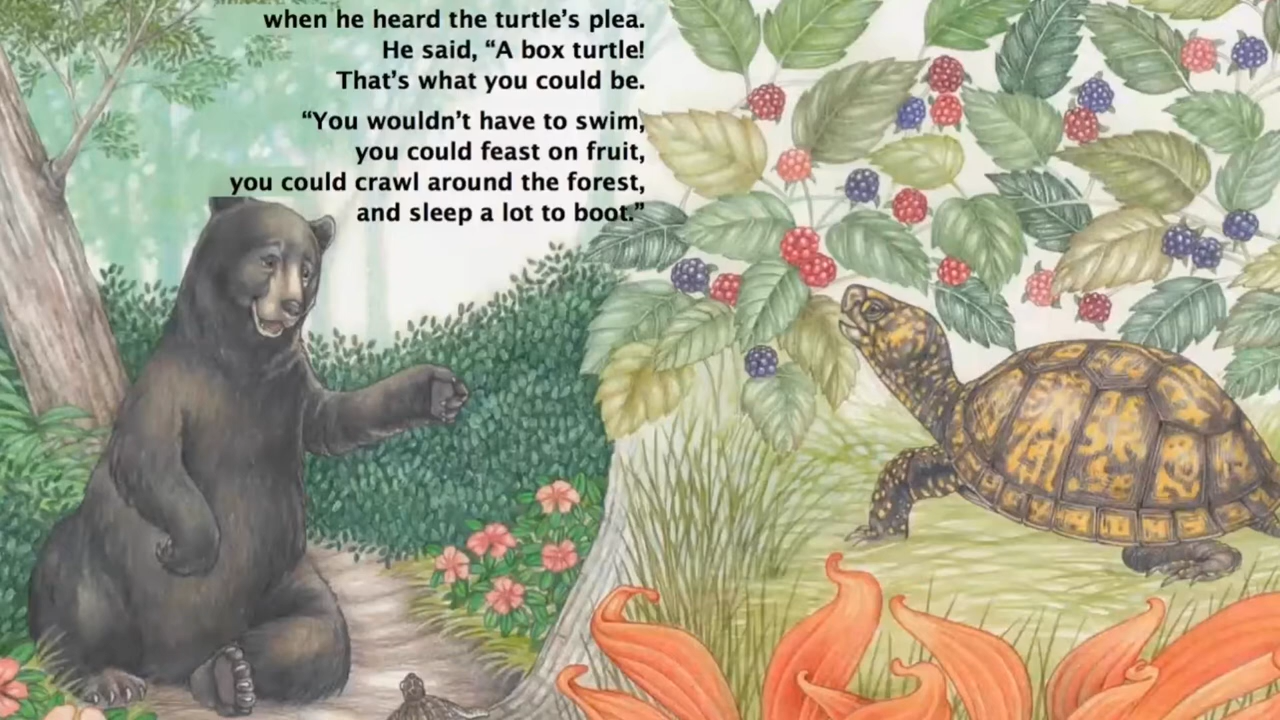 when he heard the turtle's plea.
He said, “A box turtle!
That's what you could be.
“You wouldn't have to swim,
you could feast on fruit,
you could crawl around the forest,
and sleep a lot to boot.”